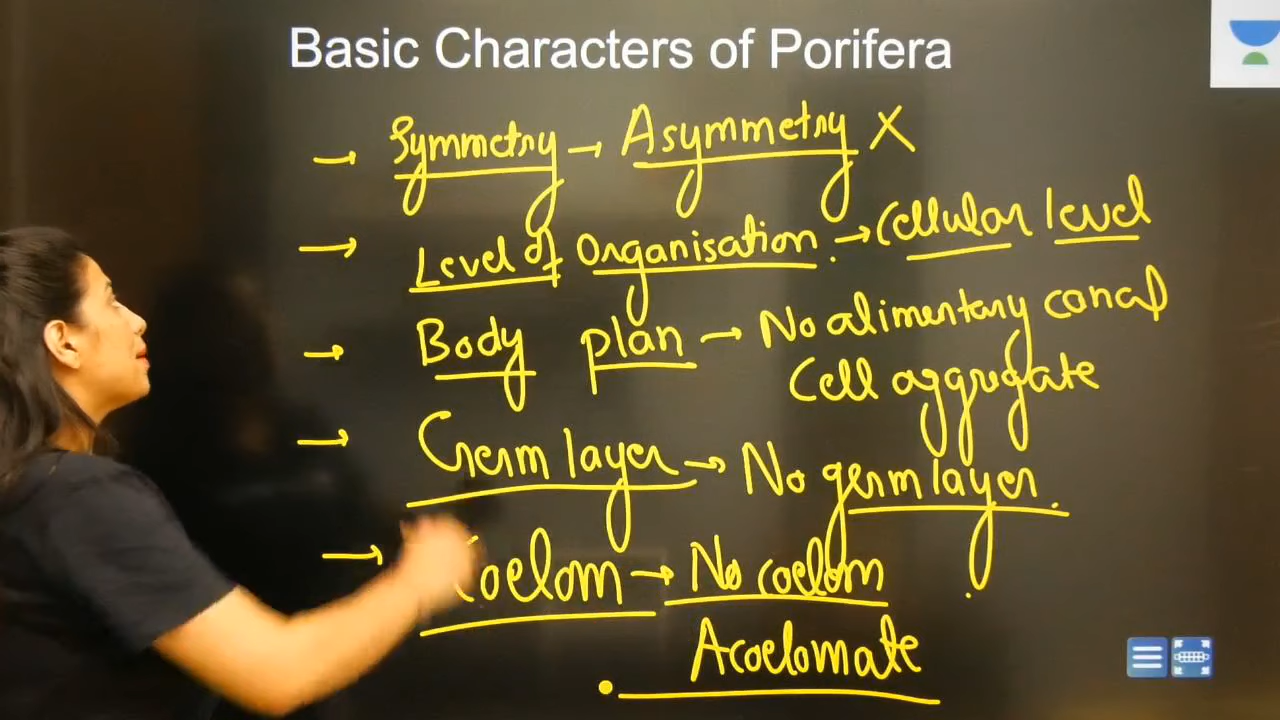 Basic Characters of Porifera
→ Symmetry → Asymmetry X
→ Level of Organisation. → Cellular level
→ Body plan → No alimentary canal
Cell aggregate
→ Germ layer → No germ layer.
→ Coelom → No coelom
Acoelomate